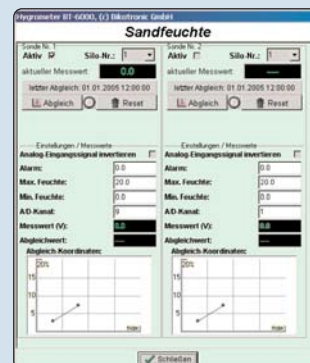 Hygrometer BT-6000, (c) Bikotronic GmbH
Sandfeuchte
Sonde Nr. 1
Aktiv
Silo-Nr.: 1
aktueller Messwert: 0.0
letzter Abgleich: 01.01.2005 12:00:00
Abgleich
Reset
Einstellungen / Messwerte
Analog-Eingangssignal invertieren
Alarm: 0.0
Max. Feuchte: 20.0
Min. Feuchte: 0.0
A/D-Kanal: 9
Messwert (V): 0.0
Abgleichwert: ---
Abgleich-Koordinaten:
20%
15
10
5
Sonde Nr. 2
Aktiv
Silo-Nr.: 1
aktueller Messwert: ---
letzter Abgleich: 01.01.2005 12:00:00
Abgleich
Reset
Einstellungen / Messwerte
Analog-Eingangssignal invertieren
Alarm: 0.0
Max. Feuchte: 20.0
Min. Feuchte: 0.0
A/D-Kanal: 1
Messwert (V): 0.0
Abgleichwert: ---
Abgleich-Koordinaten:
20%
15
10
5
Schließen